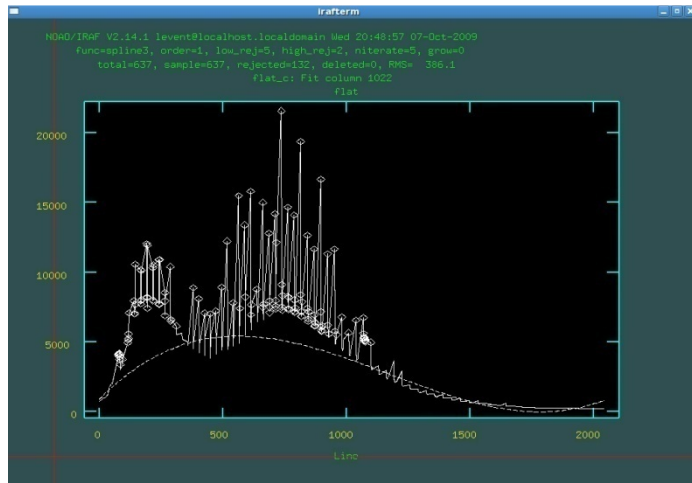 irafterm
NOAO/IRAF V2.14.1 levent@localhost.localdomain Wed 20:48:57 07-Oct-2009
func=spline3, order=1, low_rej=5, high_rej=2, niterate=5, grow=0
total=637, sample=637, rejected=132, deleted=0, RMS= 386.1
flat_c: Fit column 1022
flat
20000
15000
10000
5000
0
0 500 1000 1500 2000
Line